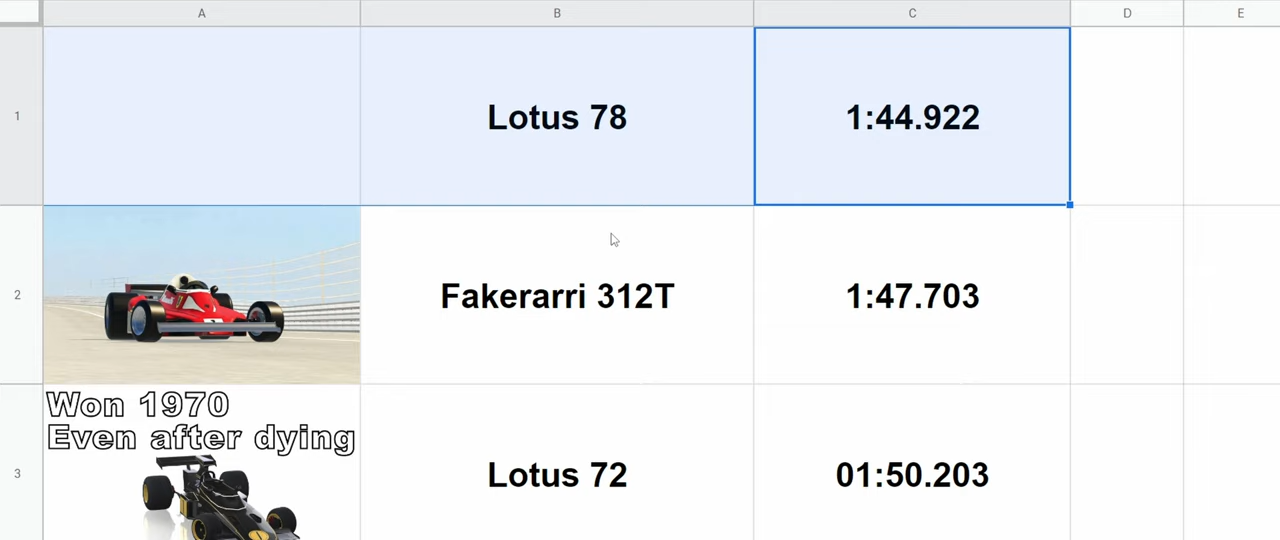 A B C D E
1 Lotus 78 1:44.922
2 Fakerarri 312T 1:47.703
Won 1970
Even after dying
3 Lotus 72 01:50.203